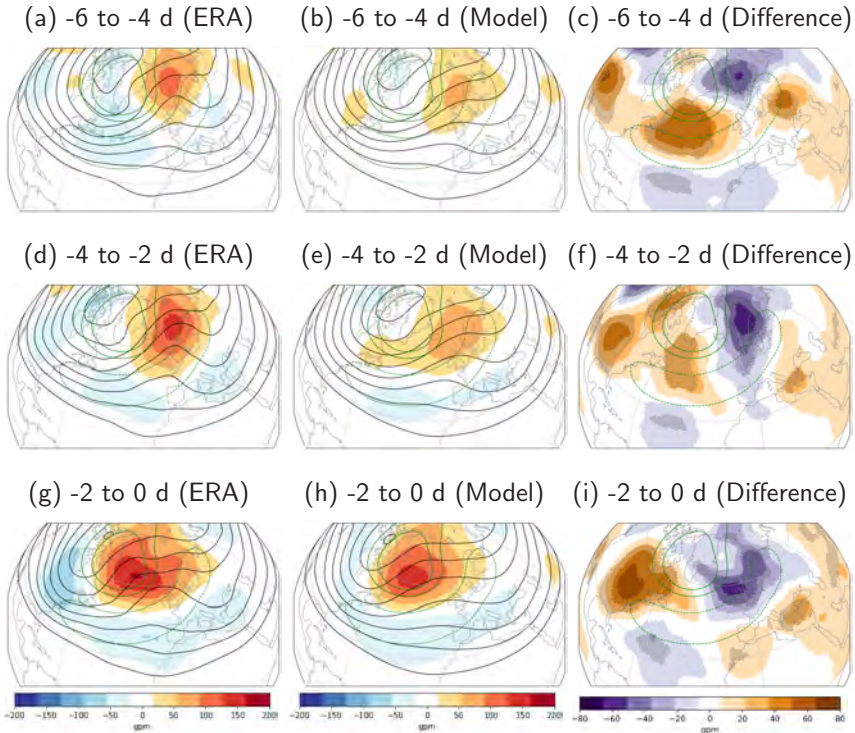 (a) -6 to -4 d (ERA)
(b) -6 to -4 d (Model)
(c) -6 to -4 d (Difference)
(d) -4 to -2 d (ERA)
(e) -4 to -2 d (Model)
(f) -4 to -2 d (Difference)
(g) -2 to 0 d (ERA)
(h) -2 to 0 d (Model)
(i) -2 to 0 d (Difference)
−200 −150 −100 −50 0 50 100 150 200
gpm
−200 −150 −100 −50 0 50 100 150 200
gpm
−80 −60 −40 −20 0 20 40 60 80
gpm